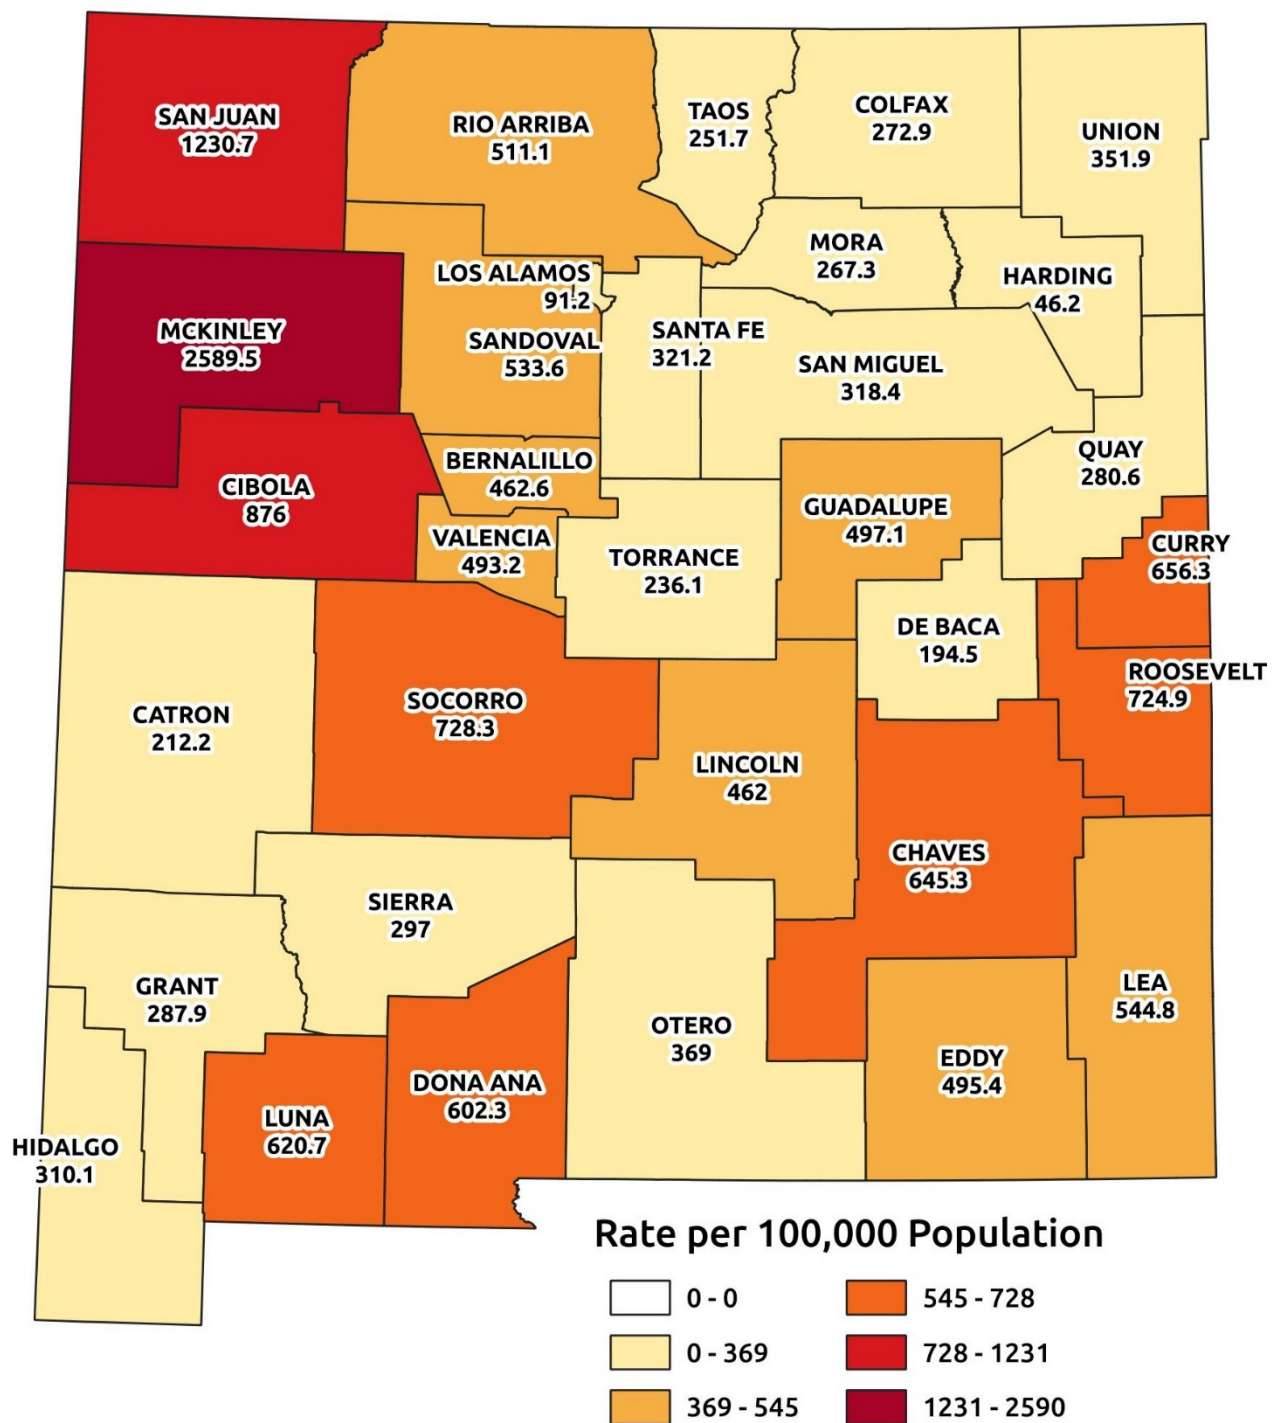 SAN JUAN
1230.7
RIO ARRIBA
511.1
TAOS
251.7
COLFAX
272.9
UNION
351.9
MORA
267.3
HARDING
46.2
LOS ALAMOS
91.2
MCKINLEY
2589.5
SANDOVAL
533.6
SANTA FE
321.2
SAN MIGUEL
318.4
QUAY
280.6
BERNALILLO
462.6
CIBOLA
876
GUADALUPE
497.1
VALENCIA
493.2
TORRANCE
236.1
CURRY
656.3
DE BACA
194.5
ROOSEVELT
724.9
CATRON
212.2
SOCORRO
728.3
LINCOLN
462
CHAVES
645.3
SIERRA
297
GRANT
287.9
LEA
544.8
OTERO
369
EDDY
495.4
DONA ANA
602.3
LUNA
620.7
HIDALGO
310.1
Rate per 100,000 Population
0 - 0
0 - 369
369 - 545
545 - 728
728 - 1231
1231 - 2590